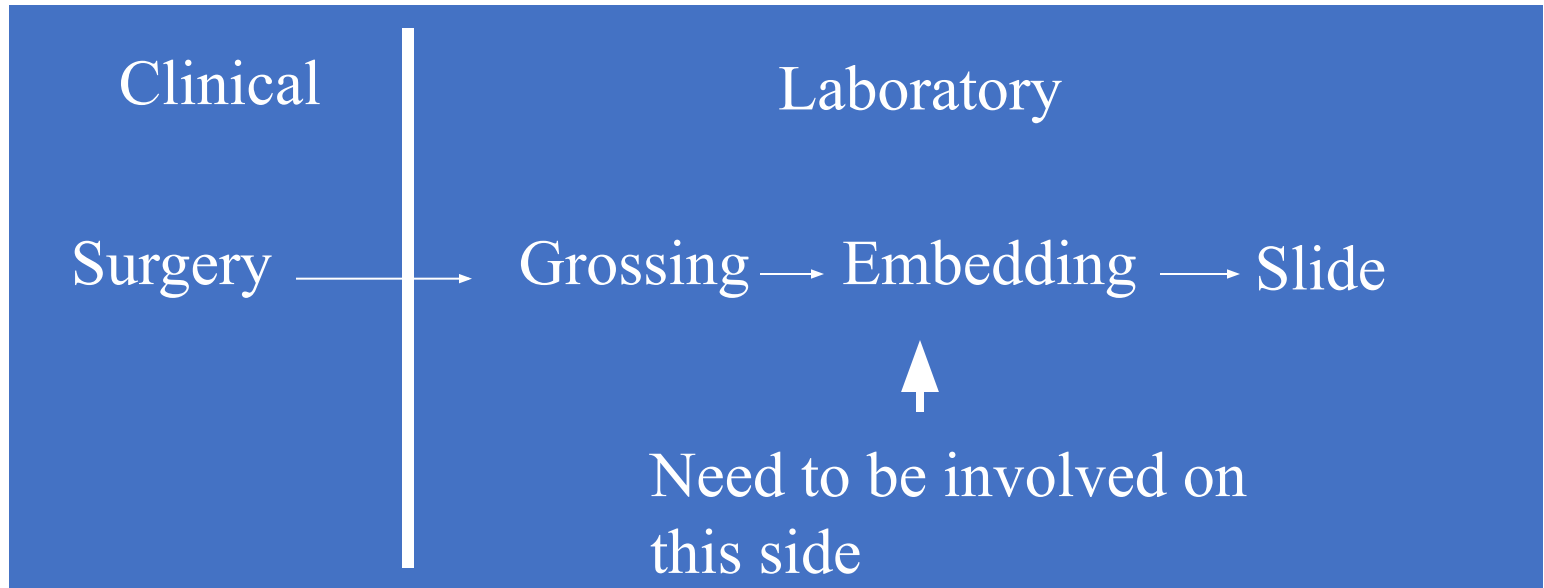 Clinical
Laboratory
Surgery
Grossing
Embedding
Slide
Need to be involved on
this side